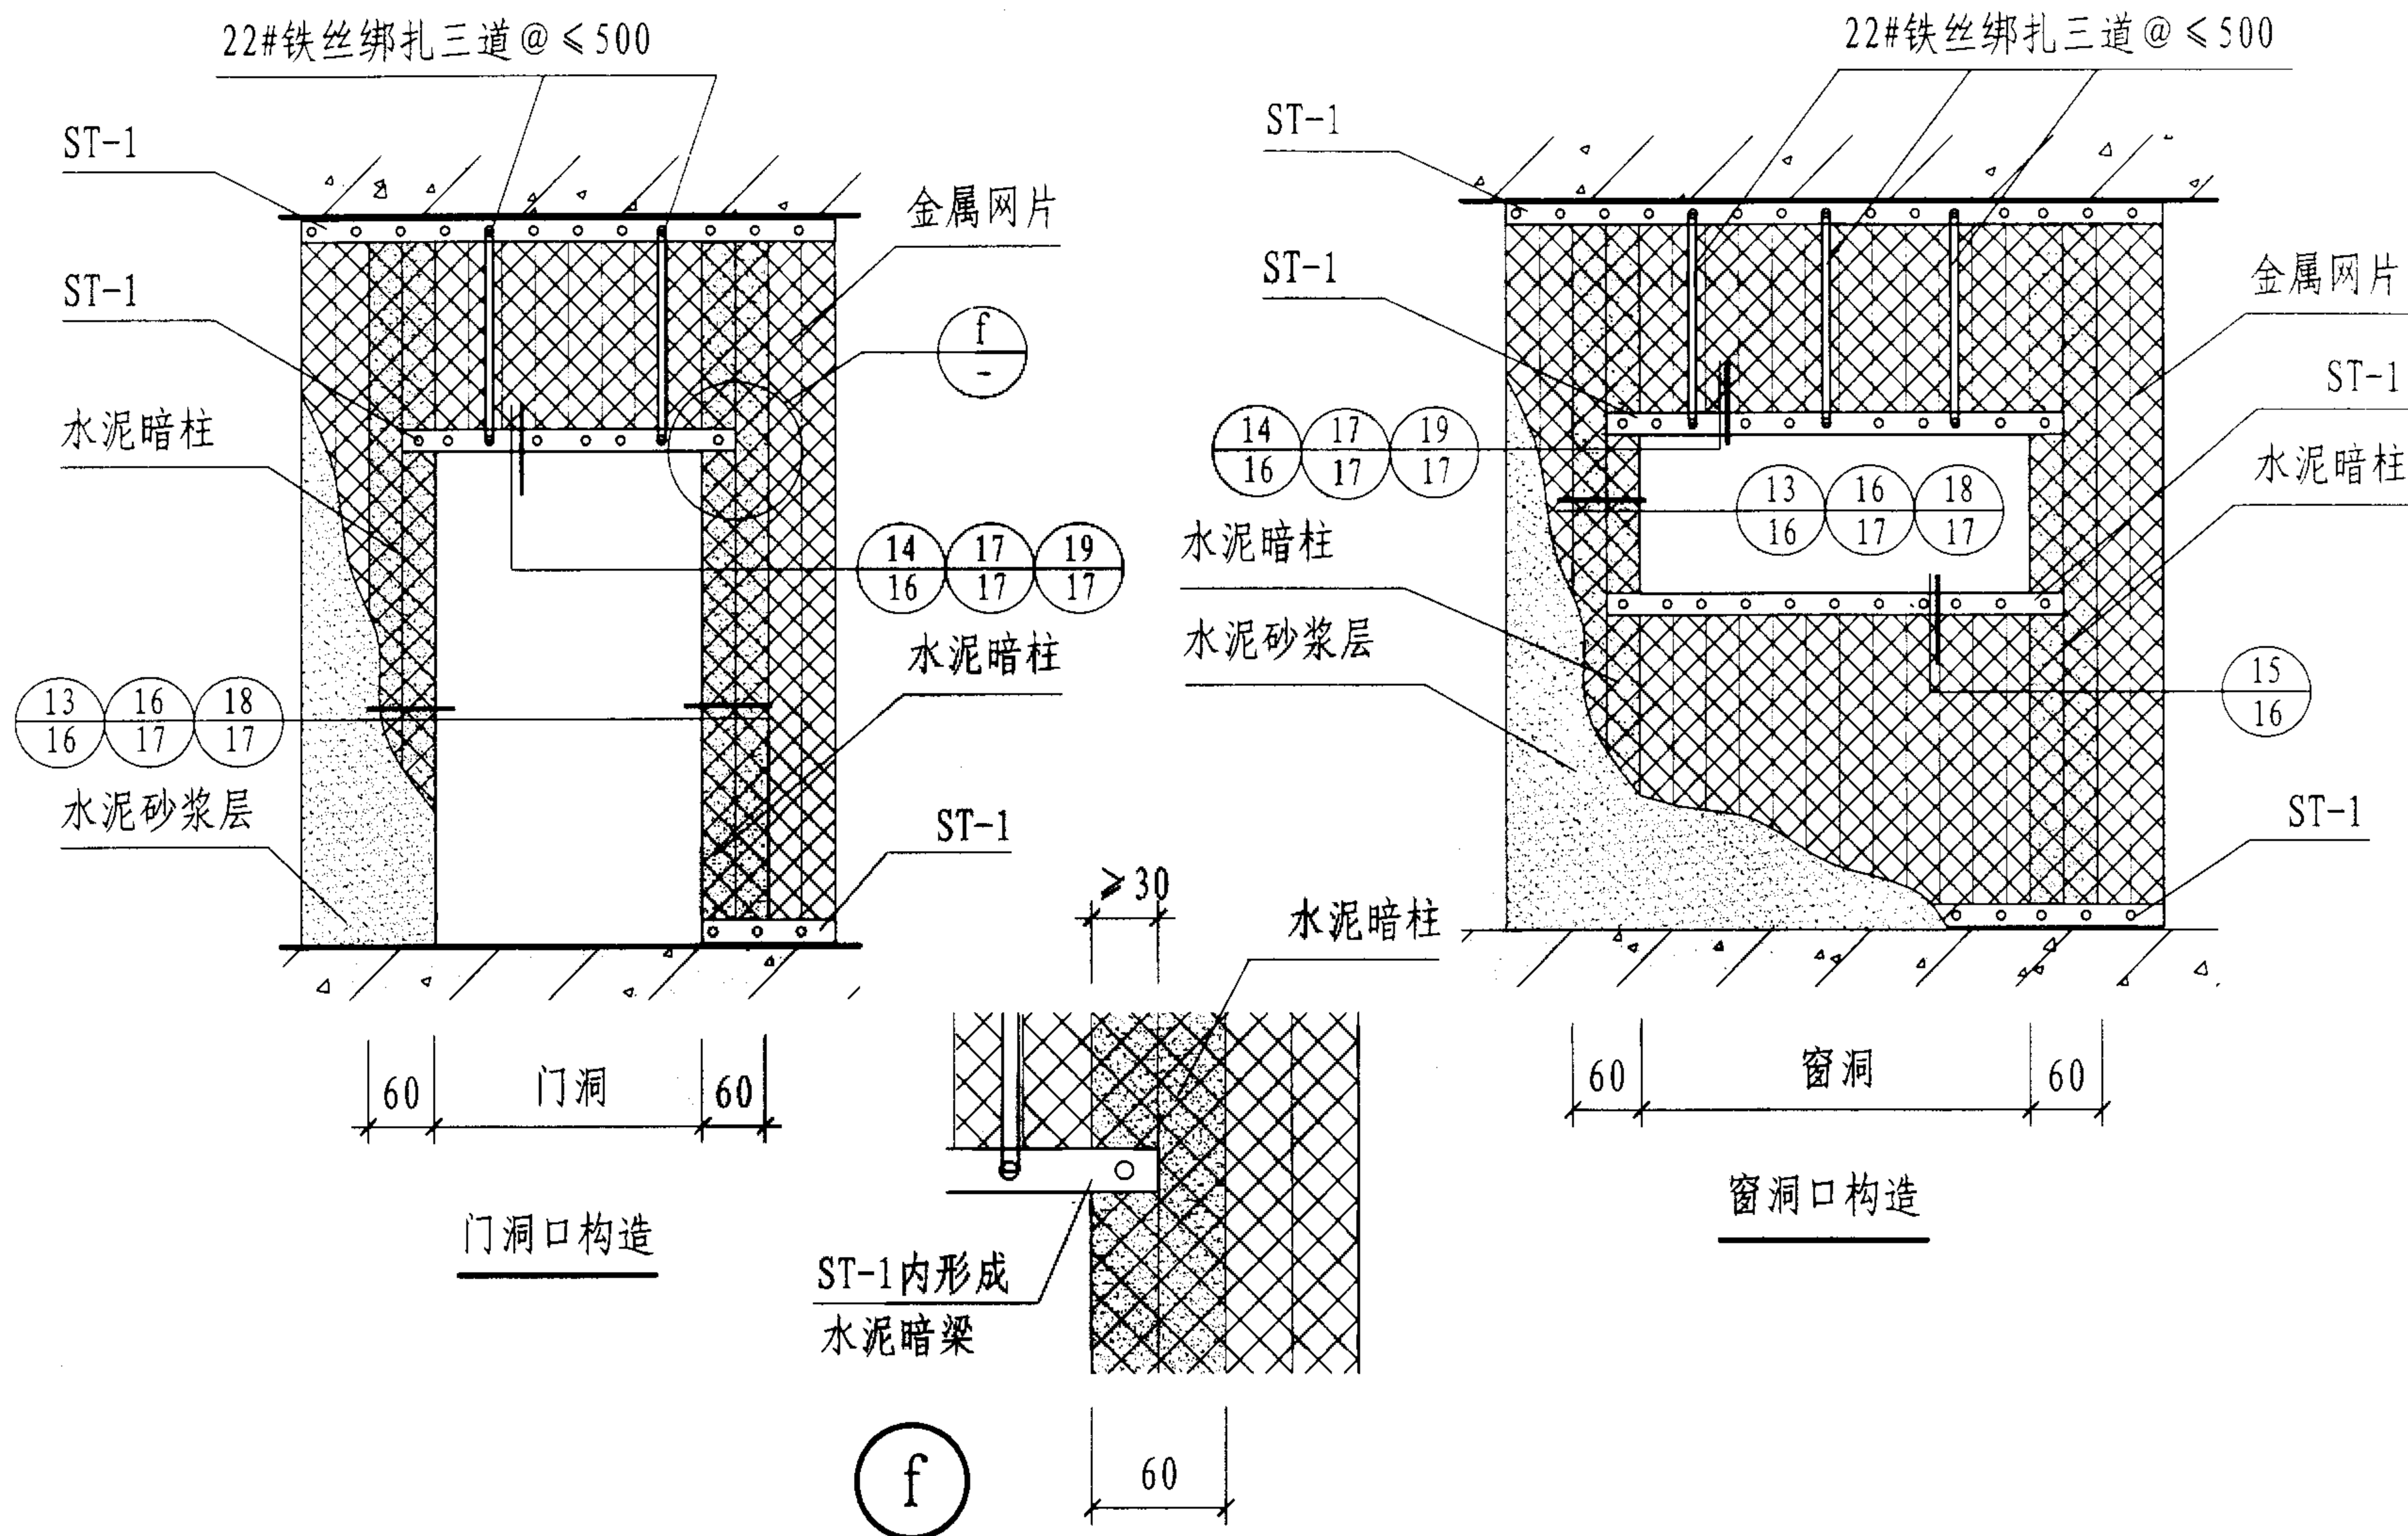 22#铁丝绑扎三道@≤500
ST-1
金属网片
ST-1
f
-
水泥暗柱
14 17 19
16 17 17
水泥暗柱
13 16 18
16 17 17
水泥砂浆层
ST-1
60 门洞 60
门洞口构造
22#铁丝绑扎三道@≤500
ST-1
ST-1
金属网片
ST-1
14 17 19
16 17 17
水泥暗柱
13 16 18
16 17 17
水泥暗柱
水泥砂浆层
15
16
ST-1
60 窗洞 60
窗洞口构造
≥30
水泥暗柱
ST-1内形成
水泥暗梁
60
f